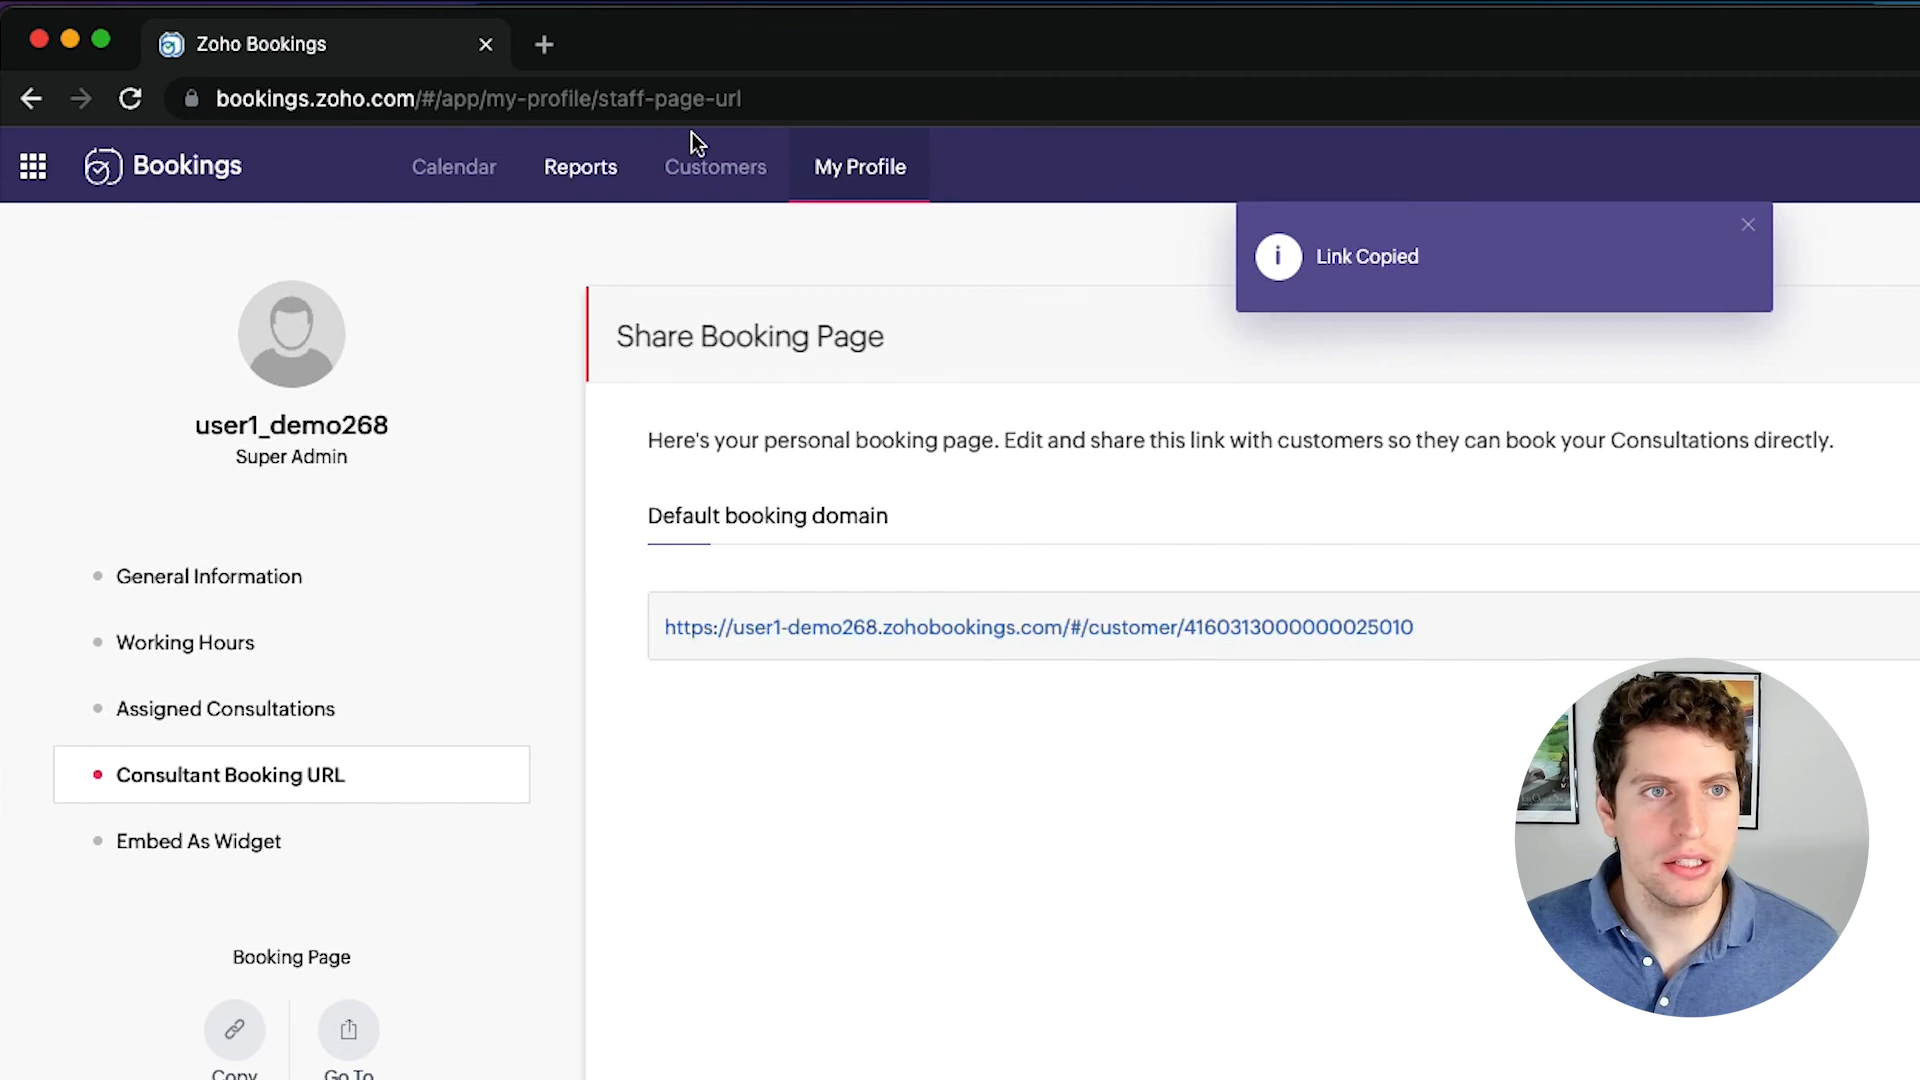 Zoho Bookings
bookings.zoho.com/#/app/my-profile/staff-page-url
Bookings
Calendar
Reports
Customers
My Profile
i
Link Copied
Share Booking Page
user1_demo268
Super Admin
Here's your personal booking page. Edit and share this link with customers so they can book your Consultations directly.
Default booking domain
https://user1-demo268.zohobookings.com/#/customer/4160313000000025010
General Information
Working Hours
Assigned Consultations
Consultant Booking URL
Embed As Widget
Booking Page
Copy
Go To